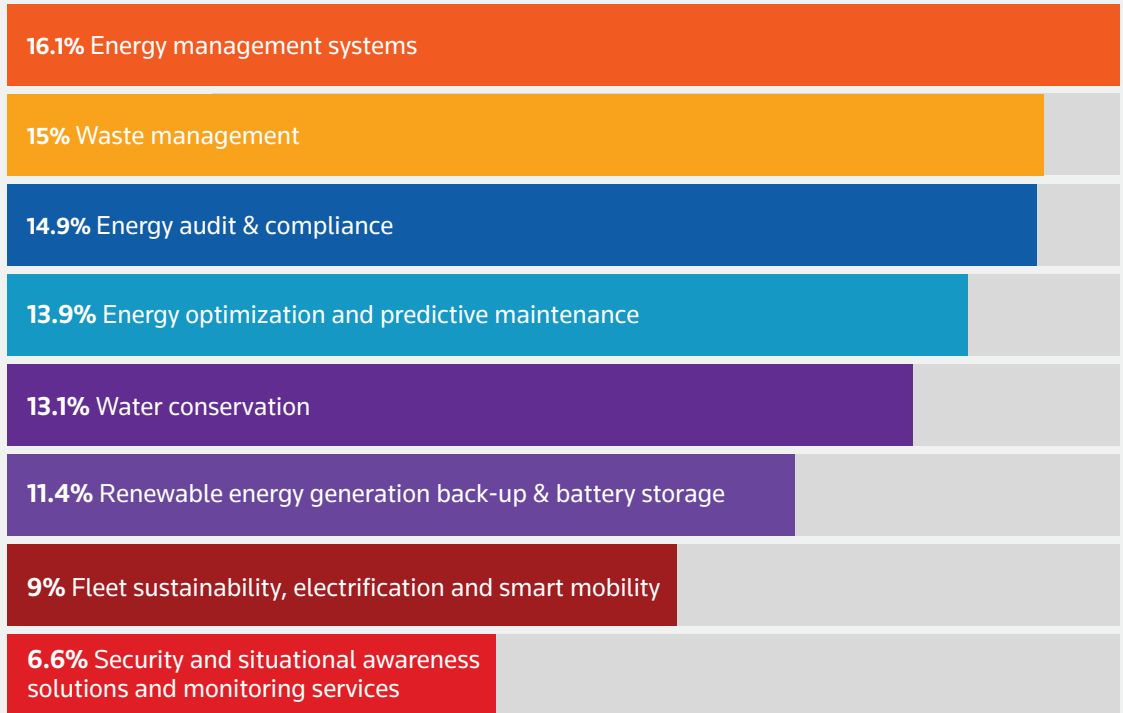 16.1% Energy management systems
15% Waste management
14.9% Energy audit & compliance
13.9% Energy optimization and predictive maintenance
13.1% Water conservation
11.4% Renewable energy generation back-up & battery storage
9% Fleet sustainability, electrification and smart mobility
6.6% Security and situational awareness
solutions and monitoring services